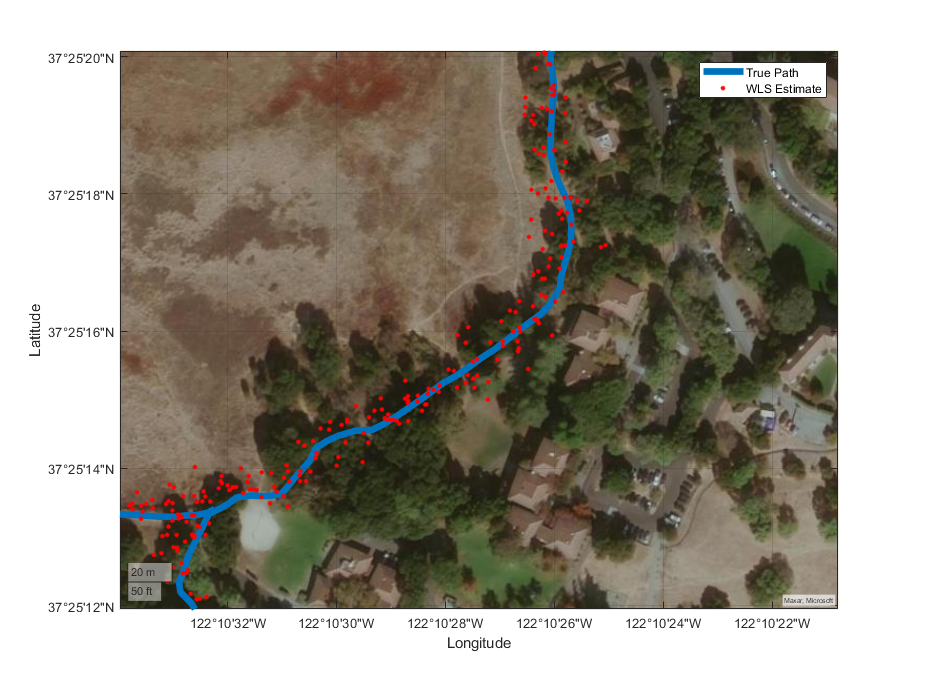 37°25'20"N
37°25'18"N
37°25'16"N
37°25'14"N
37°25'12"N
Latitude
True Path
WLS Estimate
20 m
50 ft
Maxar, Microsoft
122°10'32"W 122°10'30"W 122°10'28"W 122°10'26"W 122°10'24"W 122°10'22"W
Longitude